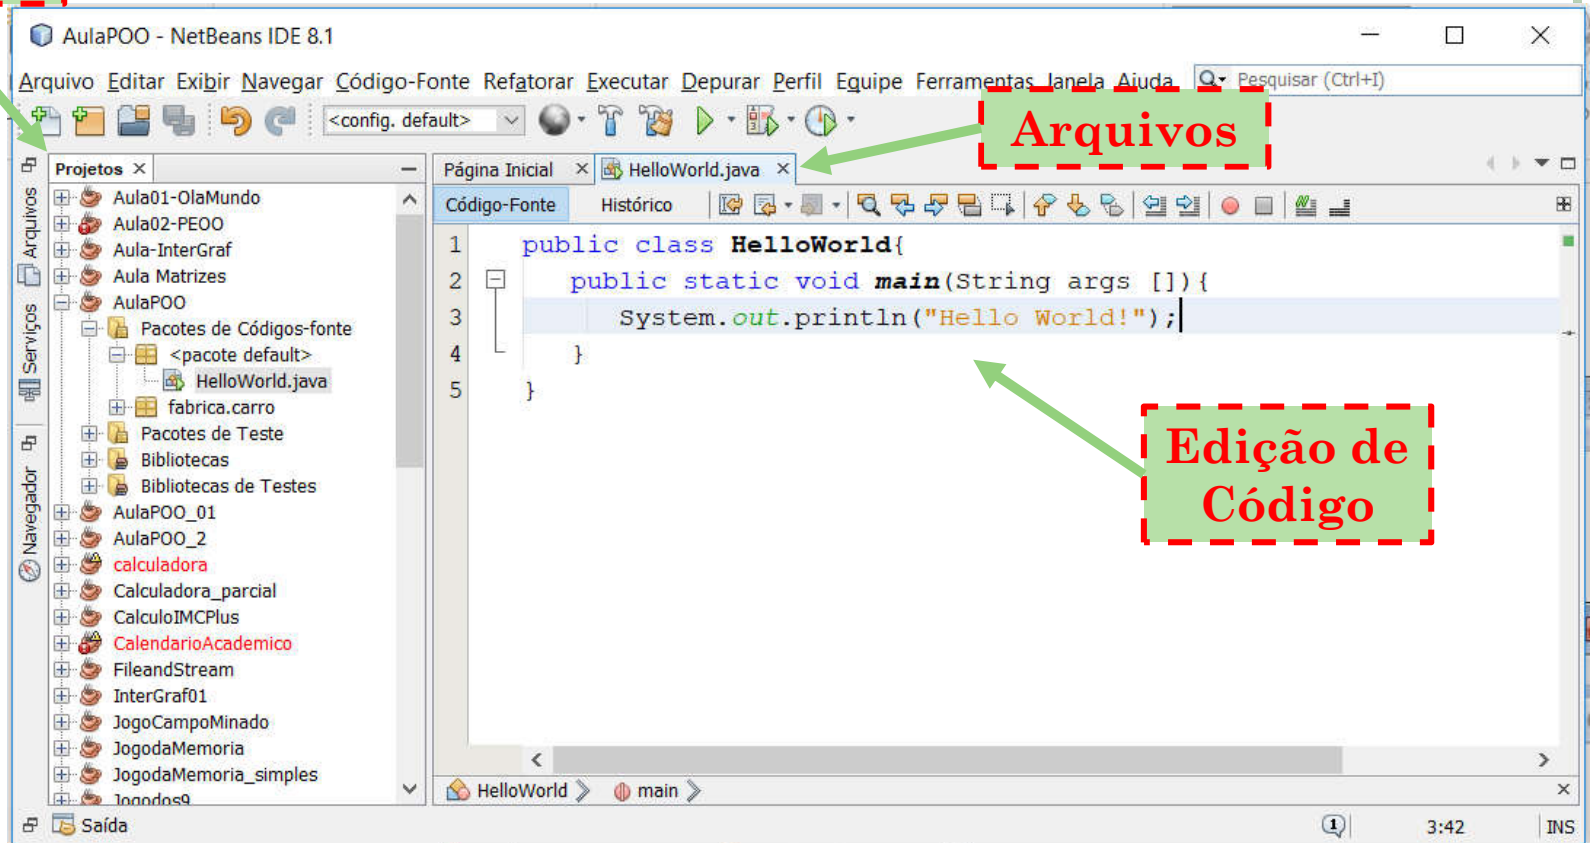 AulaPOO - NetBeans IDE 8.1
Arquivo Editar Exibir Navegar Código-Fonte Refatorar Executar Depurar Perfil Equipe Ferramentas Janela Ajuda Pesquisar (Ctrl+I)
<config. default>
Arquivos
Projetos
Página Inicial HelloWorld.java
Código-Fonte Histórico
Arquivos
Serviços
Navegador
Aula01-OlaMundo
Aula02-PEOO
Aula-InterGraf
Aula Matrizes
AulaPOO
Pacotes de Códigos-fonte
<pacote default>
HelloWorld.java
fabrica.carro
Pacotes de Teste
Bibliotecas
Bibliotecas de Testes
AulaPOO_01
AulaPOO_2
calculadora
Calculadora_parcial
CalculoIMCPlus
CalendarioAcademico
FileandStream
InterGraf01
JogoCampoMinado
JogodaMemoria
JogodaMemoria_simples
1 public class HelloWorld{
2 public static void main(String args []){
3 System.out.println("Hello World!");
4 }
5 }
Edição de
Código
HelloWorld main
Saída
1 3:42 INS